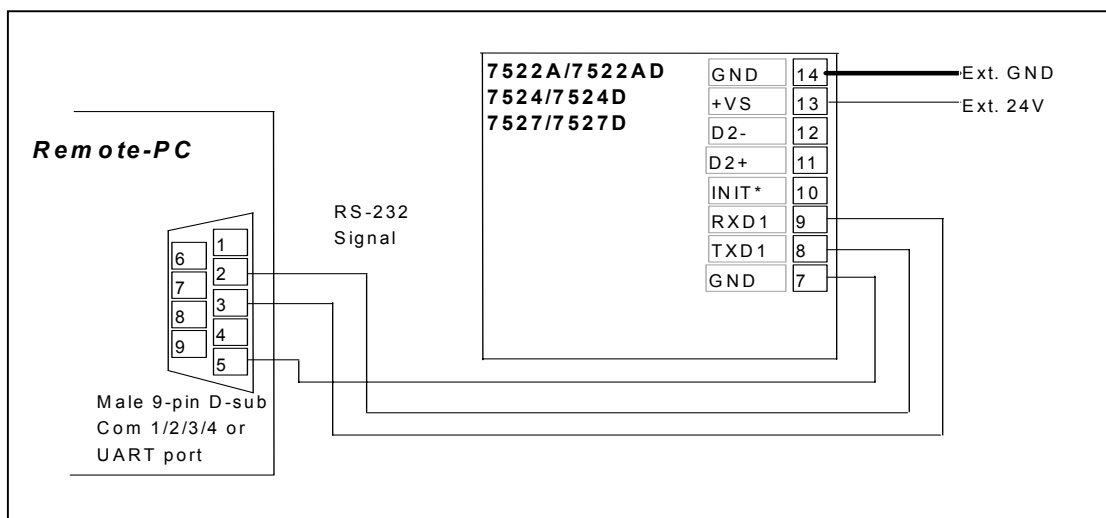 Remote-PC
6
7
8
9
1
2
3
4
5
Male 9-pin D-sub
Com 1/2/3/4 or
UART port
RS-232
Signal
7522A/7522AD
7524/7524D
7527/7527D
GND 14
+VS 13
D2- 12
D2+ 11
INIT* 10
RXD1 9
TXD1 8
GND 7
Ext. GND
Ext. 24V